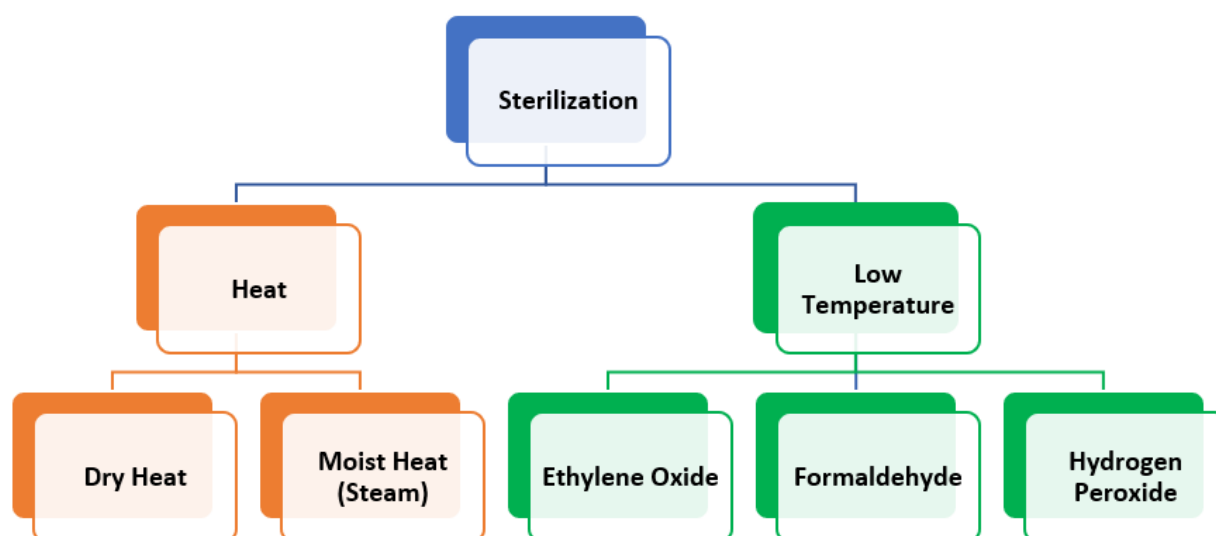 Sterilization
Heat
Low
Temperature
Dry Heat
Moist Heat
(Steam)
Ethylene Oxide
Formaldehyde
Hydrogen
Peroxide